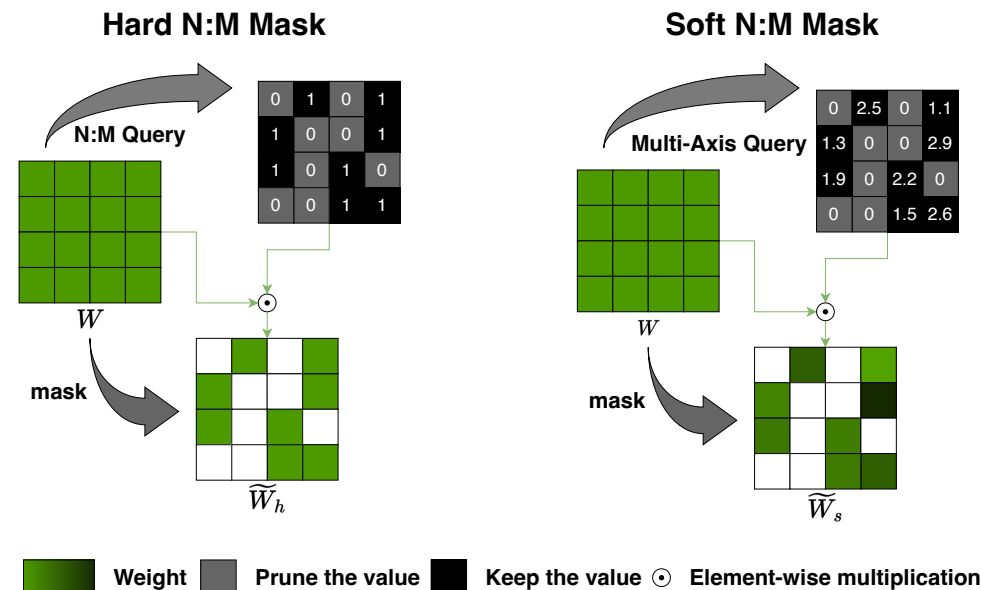 Hard N:M Mask
Soft N:M Mask
N:M Query
0 1 0 1
1 0 0 1
1 0 1 0
0 0 1 1
W
mask
W̃h
Multi-Axis Query
0 2.5 0 1.1
1.3 0 0 2.9
1.9 0 2.2 0
0 0 1.5 2.6
W
mask
W̃s
Weight Prune the value Keep the value Element-wise multiplication